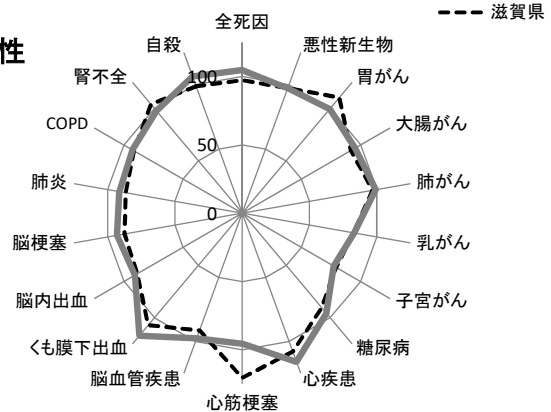 滋賀県
性
全死因
悪性新生物
胃がん
大腸がん
肺がん
乳がん
子宮がん
糖尿病
心疾患
心筋梗塞
脳血管疾患
くも膜下出血
脳内出血
脳梗塞
肺炎
COPD
腎不全
自殺
100
50
0